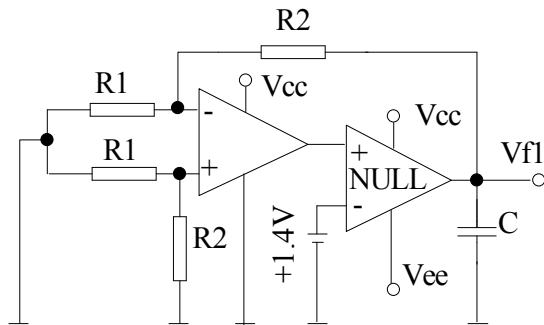 R2
R1
Vcc
-
Vcc
R1
+
+
NULL
Vf1
-
R2
+1.4V
C
Vee